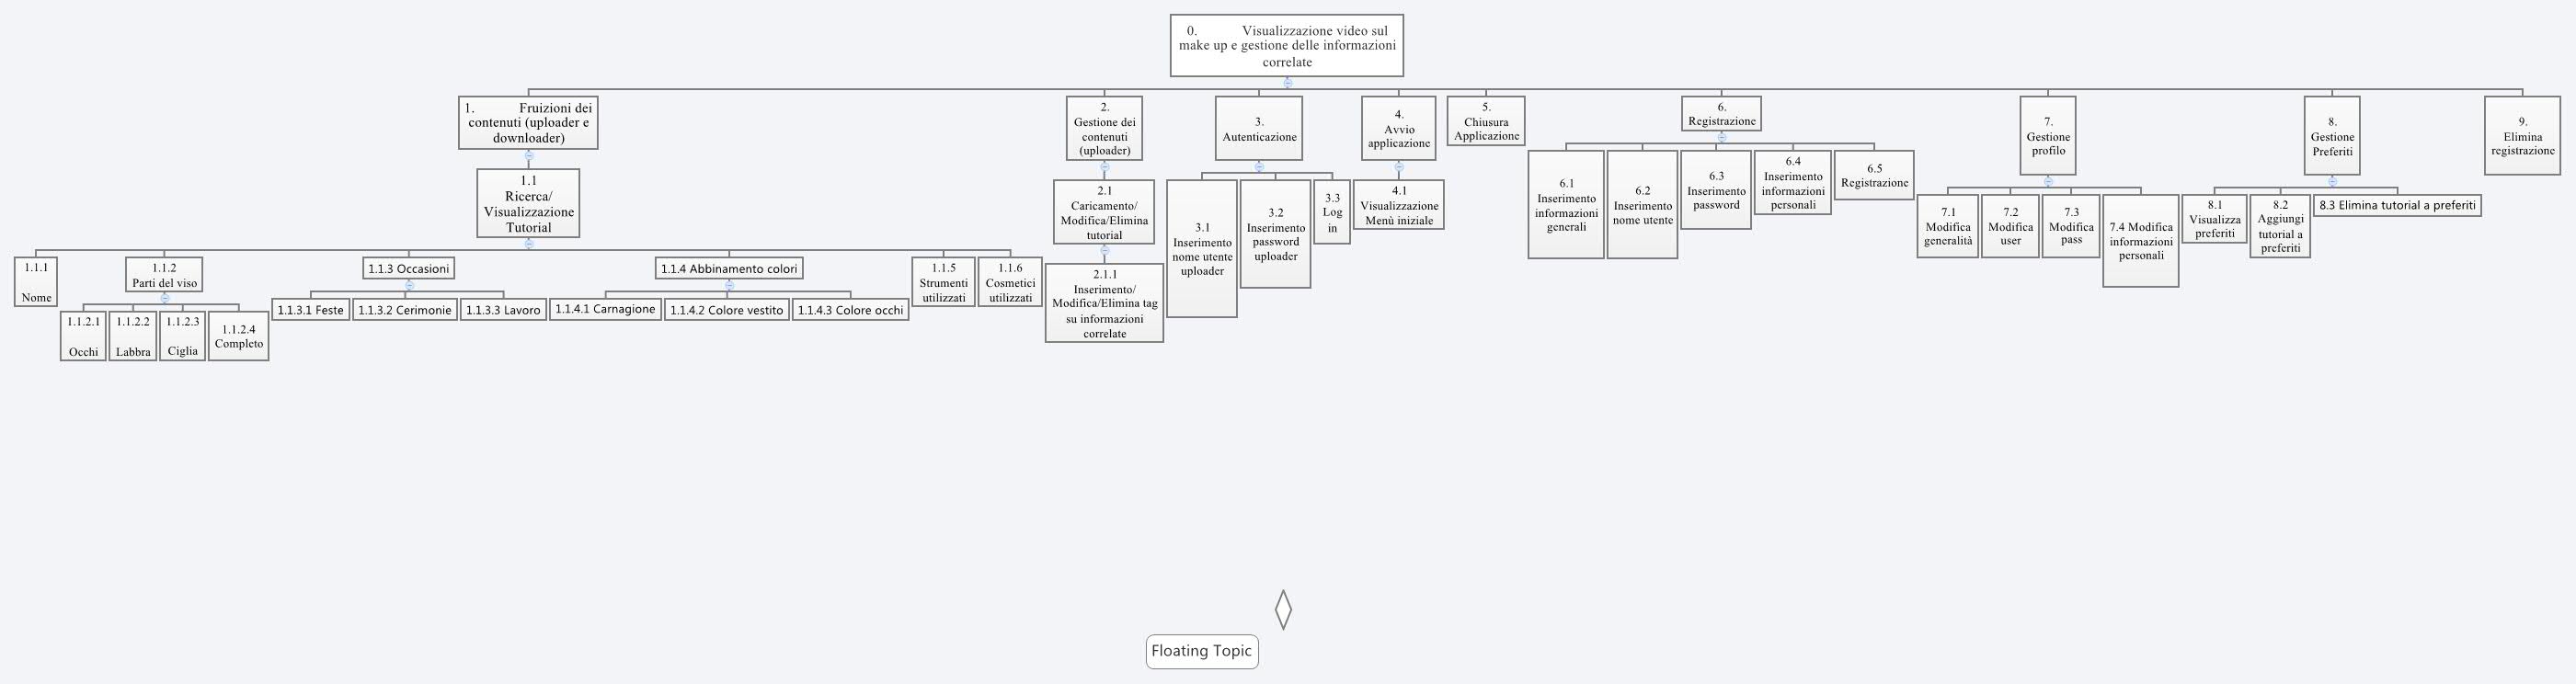 0. Visualizzazione video sul
make up e gestione delle informazioni
correlate
1. Fruizioni dei
contenuti (uploader e
downloader)
2.
Gestione dei
contenuti
(uploader)
3.
Autenticazione
4.
Avvio
applicazione
5.
Chiusura
Applicazione
6.
Registrazione
7.
Gestione
profilo
8.
Gestione
Preferiti
9.
Elimina
registrazione
1.1
Ricerca/
Visualizzazione
Tutorial
2.1
Caricamento/
Modifica/Elimina
tutorial
3.1
Inserimento
nome utente
uploader
3.2
Inserimento
password
uploader
3.3
Log
in
4.1
Visualizzazione
Menù iniziale
6.1
Inserimento
informazioni
generali
6.2
Inserimento
nome utente
6.3
Inserimento
password
6.4
Inserimento
informazioni
personali
6.5
Registrazione
7.1
Modifica
generalità
7.2
Modifica
user
7.3
Modifica
pass
7.4 Modifica
informazioni
personali
8.1
Visualizza
preferiti
8.2
Aggiungi
tutorial a
preferiti
8.3 Elimina tutorial a preferiti
1.1.1
Nome
1.1.2
Parti del viso
1.1.3 Occasioni
1.1.4 Abbinamento colori
1.1.5
Strumenti
utilizzati
1.1.6
Cosmetici
utilizzati
2.1.1
Inserimento/
Modifica/Elimina tag
su informazioni
correlate
1.1.2.1
Occhi
1.1.2.2
Labbra
1.1.2.3
Ciglia
1.1.2.4
Completo
1.1.3.1 Feste
1.1.3.2 Cerimonie
1.1.3.3 Lavoro
1.1.4.1 Carnagione
1.1.4.2 Colore vestito
1.1.4.3 Colore occhi
Floating Topic